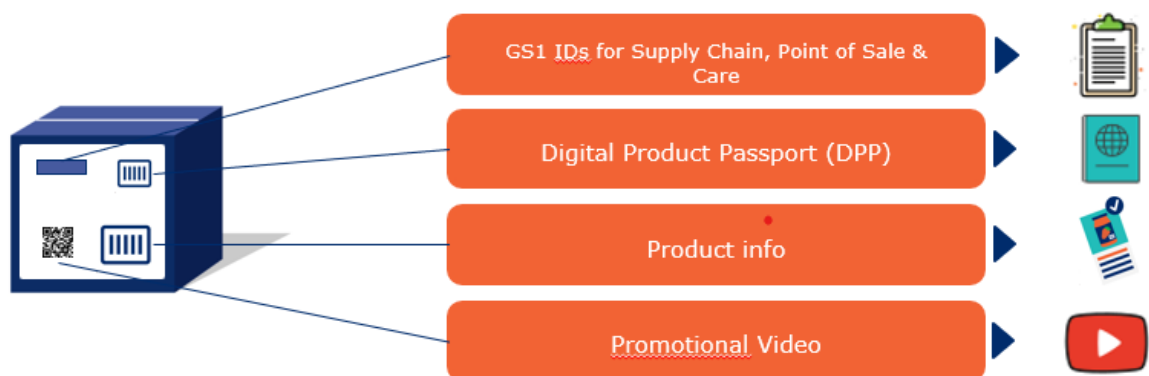 GS1 IDs for Supply Chain, Point of Sale &
Care
Digital Product Passport (DPP)
Product info
Promotional Video